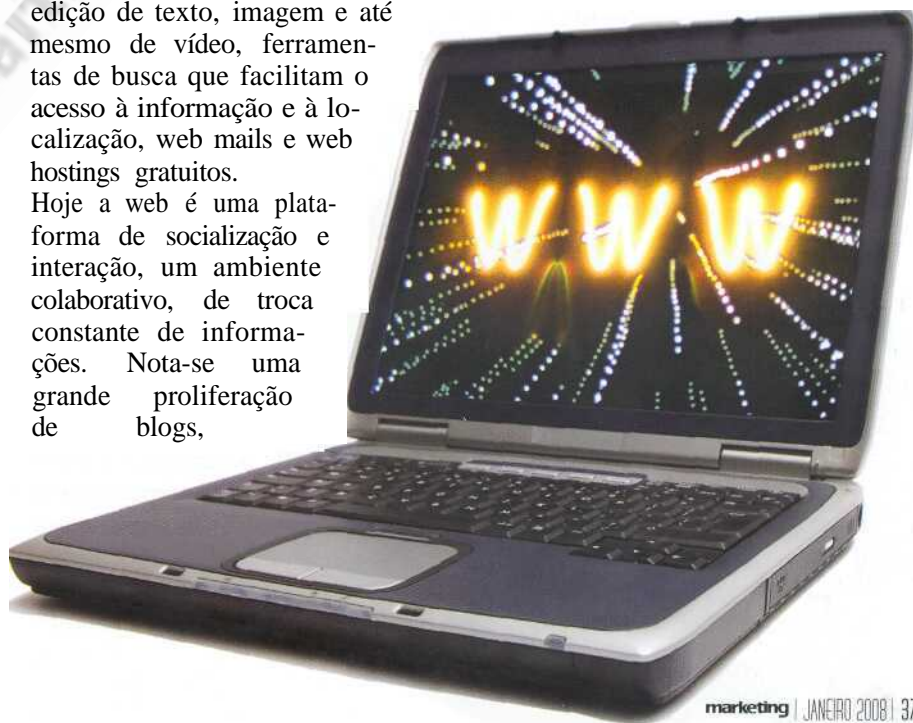 edição de texto, imagem e até
mesmo de vídeo, ferramen-
tas de busca que facilitam o
acesso à informação e à lo-
calização, web mails e web
hostings gratuitos.
Hoje a web é uma plata-
forma de socialização e
interação, um ambiente
colaborativo, de troca
constante de informa-
ções. Nota-se uma
grande proliferação
de blogs,
WWW
marketing | JANEIRO 2008 | 37